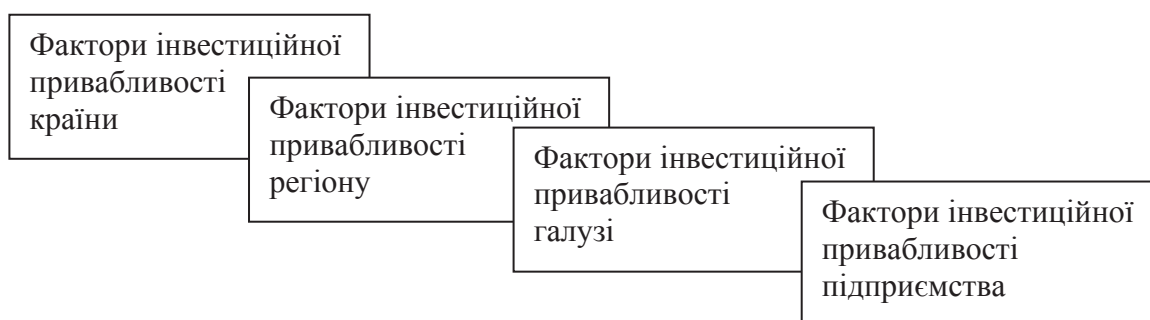 Фактори інвестиційної
привабливості
країни
Фактори інвестиційної
привабливості
регіону
Фактори інвестиційної
привабливості
галузі
Фактори інвестиційної
привабливості
підприємства